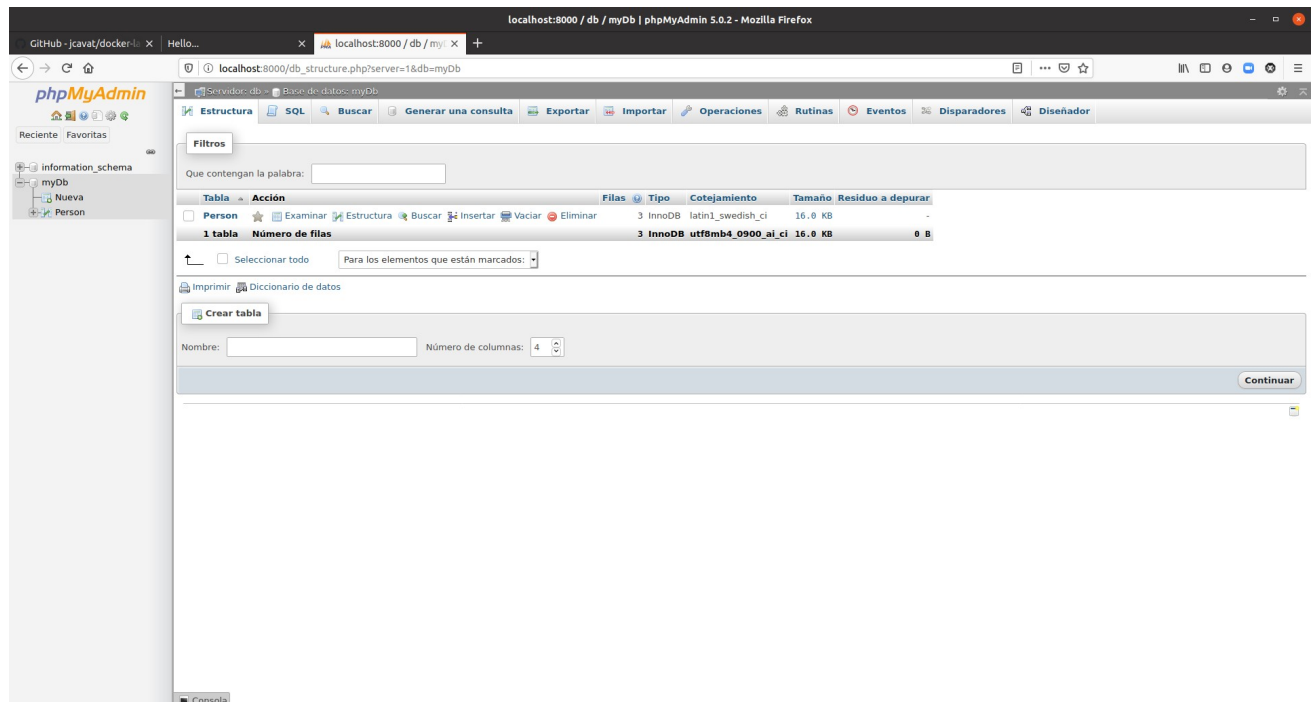 localhost:8000 / db / myDb | phpMyAdmin 5.0.2 - Mozilla Firefox
GitHub - jcavat/docker-la
Hello...
localhost:8000 / db / my
localhost:8000/db_structure.php?server=1&db=myDb
phpMyAdmin
Reciente Favoritas
information_schema
myDb
Nueva
Person
Servidor: db » Base de datos: myDb
Estructura SQL Buscar Generar una consulta Exportar Importar Operaciones Rutinas Eventos Disparadores Diseñador
Filtros
Que contengan la palabra:
Tabla Acción Filas Tipo Cotejamiento Tamaño Residuo a depurar
Person Examinar Estructura Buscar Insertar Vaciar Eliminar 3 InnoDB latin1_swedish_ci 16.0 KB -
1 tabla Número de filas 3 InnoDB utf8mb4_0900_ai_ci 16.0 KB 0 B
Seleccionar todo Para los elementos que están marcados:
Imprimir Diccionario de datos
Crear tabla
Nombre: Número de columnas: 4
Continuar
Consola